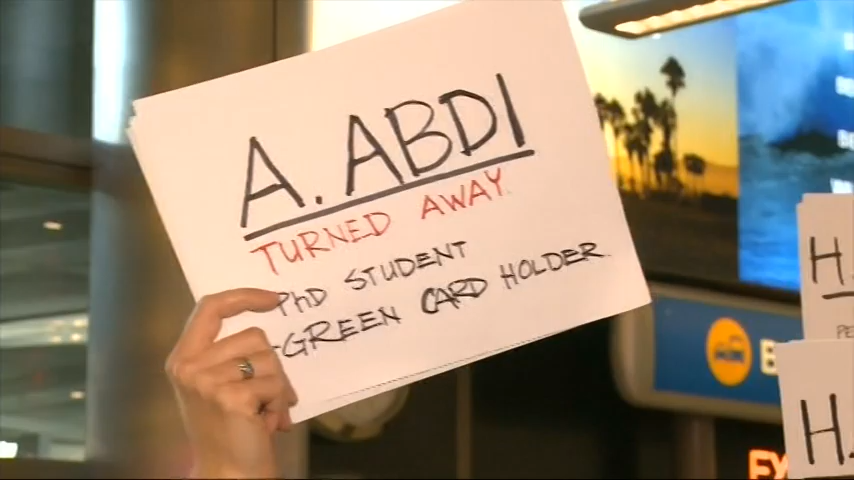 A. ABDI
TURNED AWAY.
PhD STUDENT
-GREEN CARD HOLDER